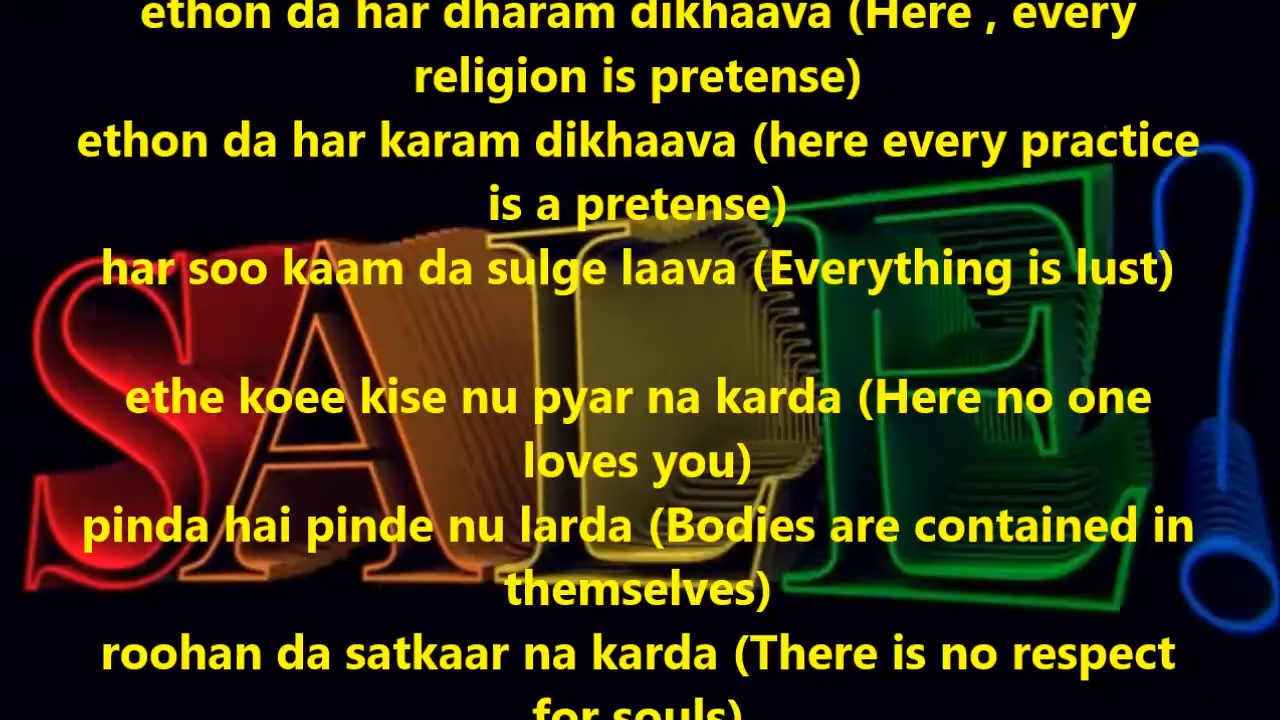 ethon da har dharam dikhaava (Here , every
religion is pretense)
ethon da har karam dikhaava (here every practice
is a pretense)
har soo kaam da sulge laava (Everything is lust)
ethe koee kise nu pyar na karda (Here no one
loves you)
pinda hai pinde nu larda (Bodies are contained in
themselves)
roohan da satkaar na karda (There is no respect
for souls)
SALE!